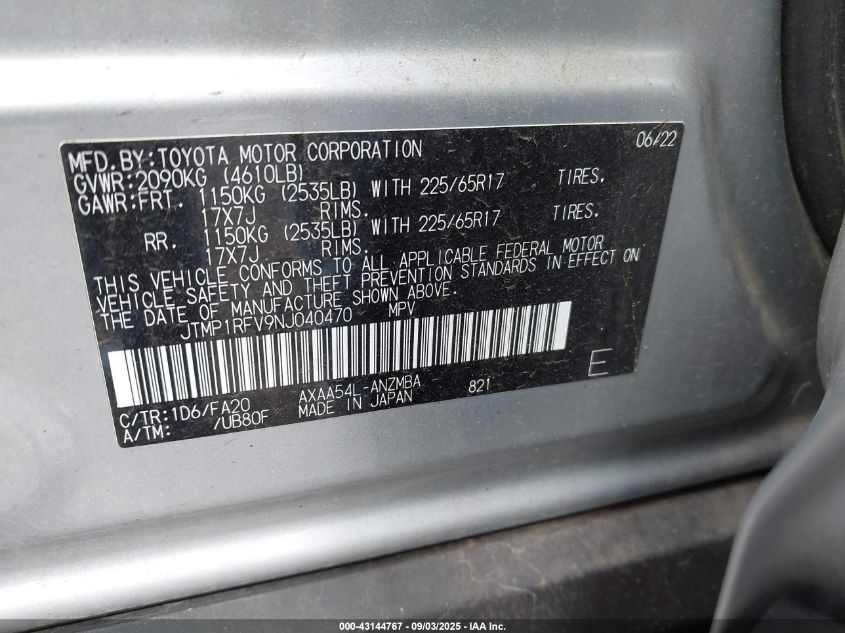 06/22
MFD. BY: TOYOTA MOTOR CORPORATION
GVWR: 2090KG (4610LB)
GAWR: FRT. 1150KG (2535LB) WITH 225/65R17 TIRES.
17X7J RIMS.
RR. 1150KG (2535LB) WITH 225/65R17 TIRES.
17X7J RIMS.
THIS VEHICLE CONFORMS TO ALL APPLICABLE FEDERAL MOTOR
VEHICLE SAFETY AND THEFT PREVENTION STANDARDS IN EFFECT ON
THE DATE OF MANUFACTURE SHOWN ABOVE.
JTMP1RFV9NJ040470 MPV
C/TR: 1D6/FA20 AXAA54L-ANZMBA 821 E
A/TM: /UB80F MADE IN JAPAN
000-43144767 - 09/03/2025 - IAA Inc.